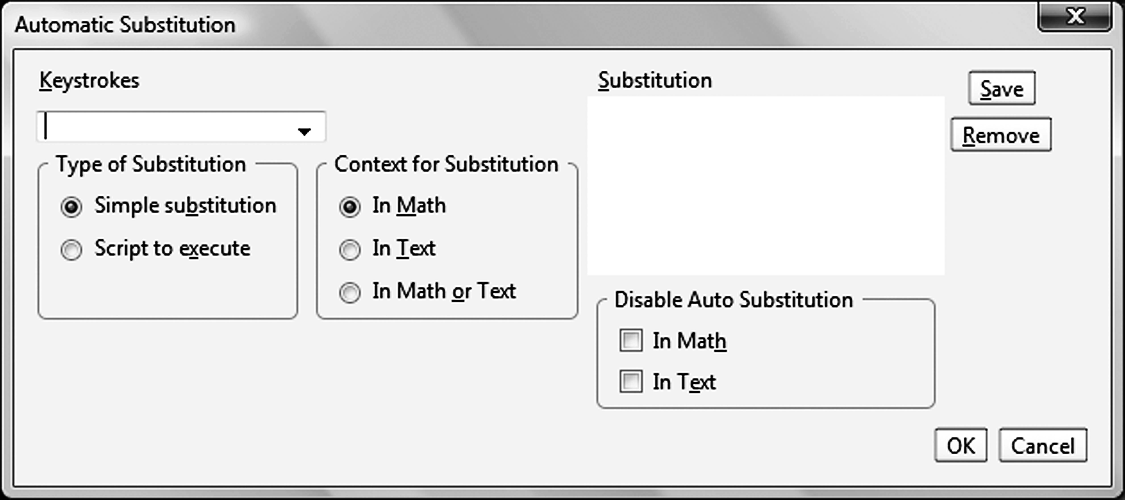 Automatic Substitution
X
Keystrokes
Type of Substitution
Simple substitution
Script to execute
Context for Substitution
In Math
In Text
In Math or Text
Substitution
Save
Remove
Disable Auto Substitution
In Math
In Text
OK
Cancel